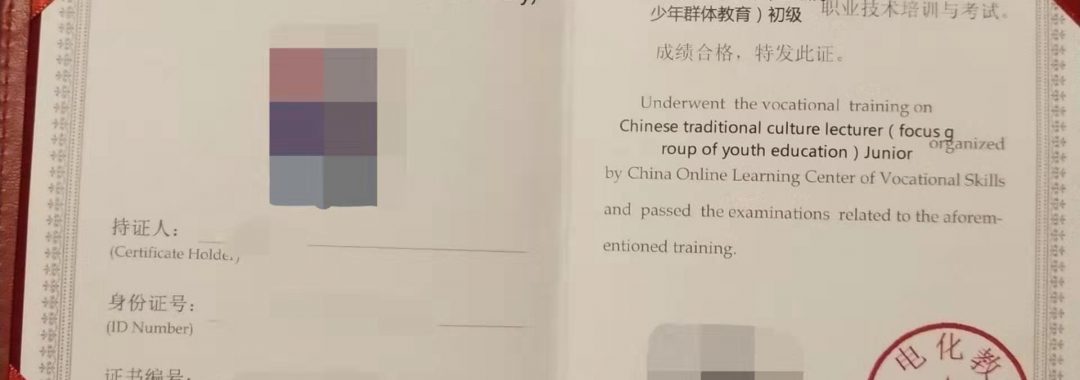 持证人：
(Certificate Holder)
身份证号：
(ID Number)
证书编号：
少年群体教育）初级 职业技术培训与考试。
成绩合格，特发此证。
Underwent the vocational training on
Chinese traditional culture lecturer ( focus g
roup of youth education ) Junior organized
by China Online Learning Center of Vocational Skills
and passed the examinations related to the aforem-
entioned training.
电化教